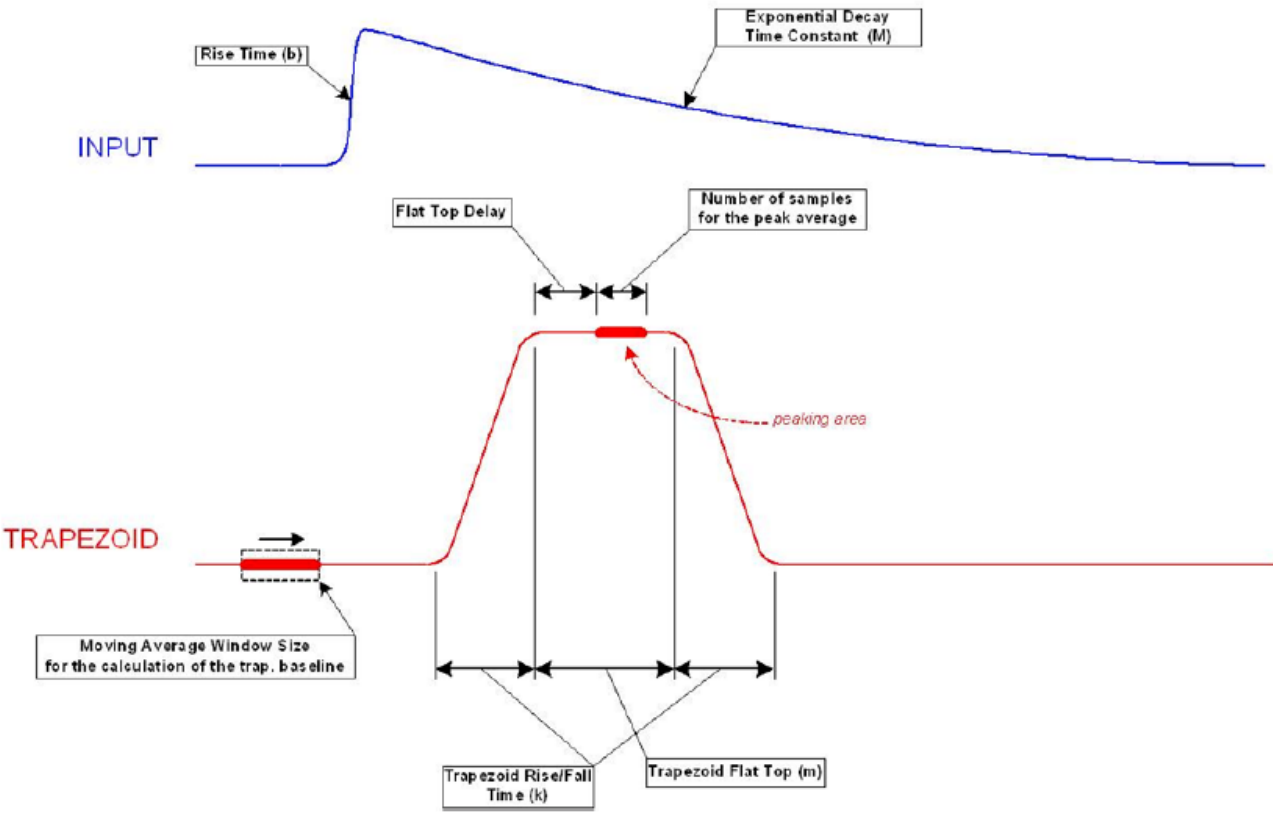 Exponential Decay
Time Constant (M)
Rise Time (b)
INPUT
Flat Top Delay
Number of samples
for the peak average
peaking area
TRAPEZOID
Moving Average Window Size
for the calculation of the trap. baseline
Trapezoid Rise/Fall
Time (k)
Trapezoid Flat Top (m)